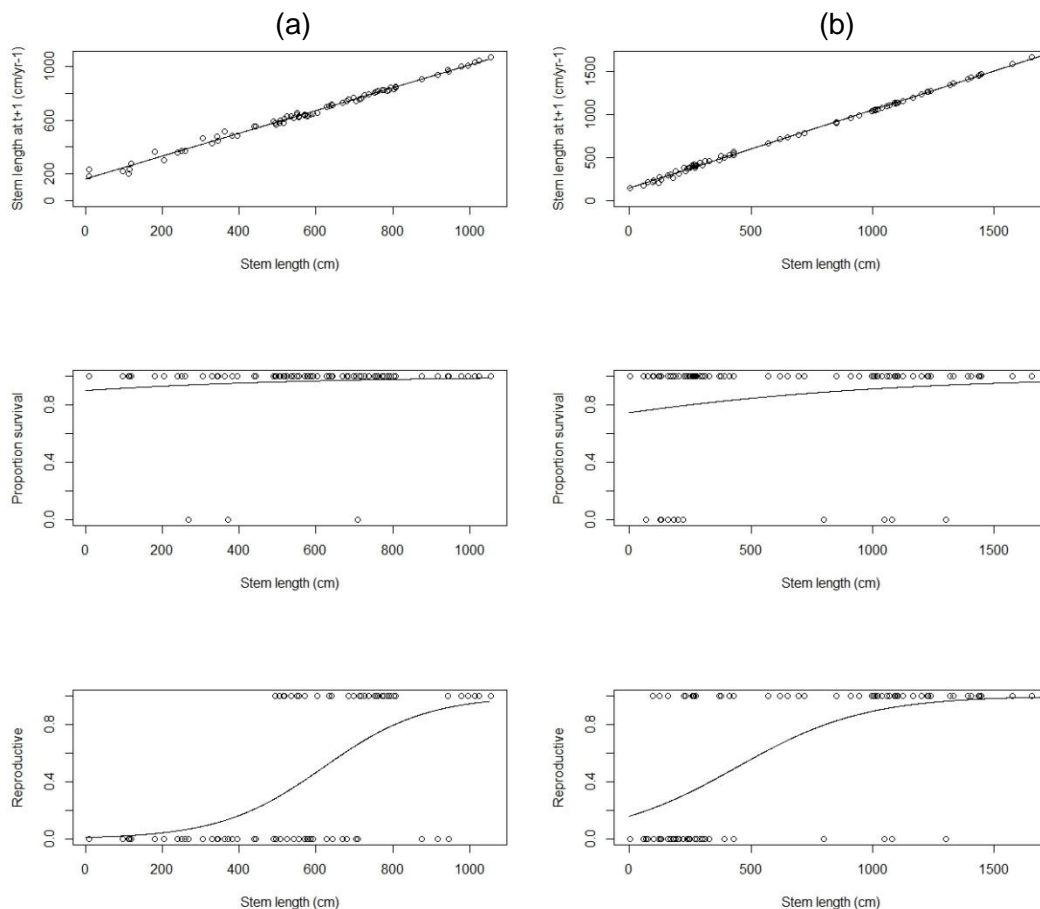 (a)
(b)
Stem length at t+1 (cm/yr-1)
0 200 600 1000
0 200 400 600 800 1000
Stem length (cm)
Stem length at t+1 (cm/yr-1)
0 500 1000 1500
0 500 1000 1500
Stem length (cm)
Proportion survival
0.0 0.4 0.8
0 200 400 600 800 1000
Stem length (cm)
Proportion survival
0.0 0.4 0.8
0 500 1000 1500
Stem length (cm)
Reproductive
0.0 0.4 0.8
0 200 400 600 800 1000
Stem length (cm)
Reproductive
0.0 0.4 0.8
0 500 1000 1500
Stem length (cm)